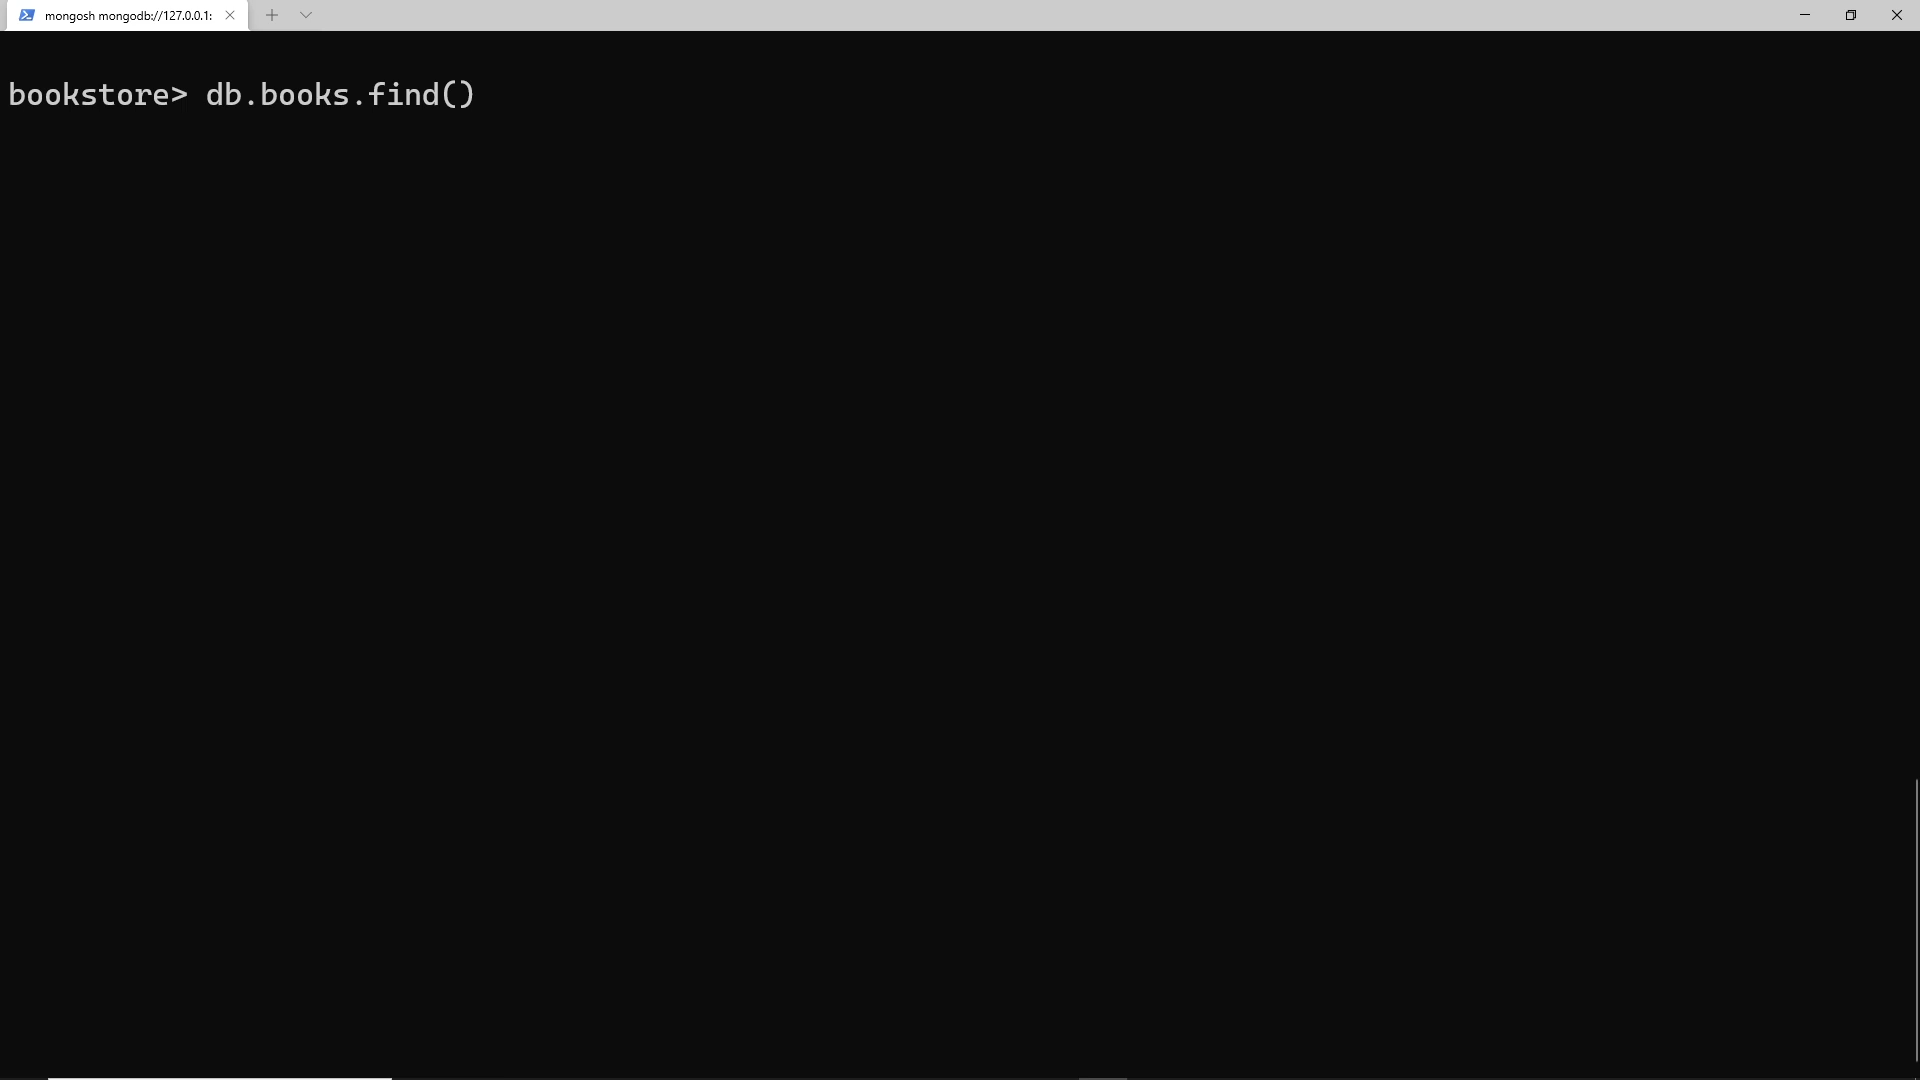 mongosh mongodb://127.0.0.1:
bookstore> db.books.find()